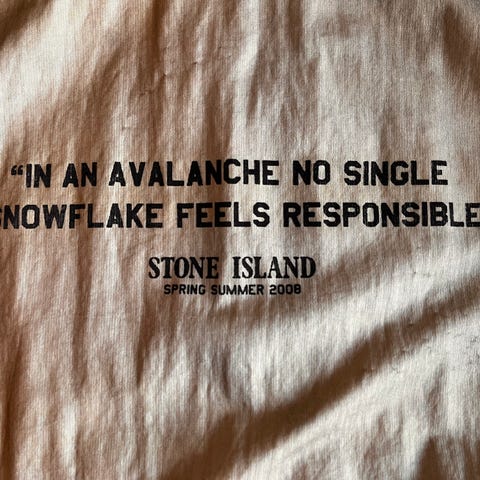 “IN AN AVALANCHE NO SINGLE
SNOWFLAKE FEELS RESPONSIBLE
STONE ISLAND
SPRING SUMMER 2008